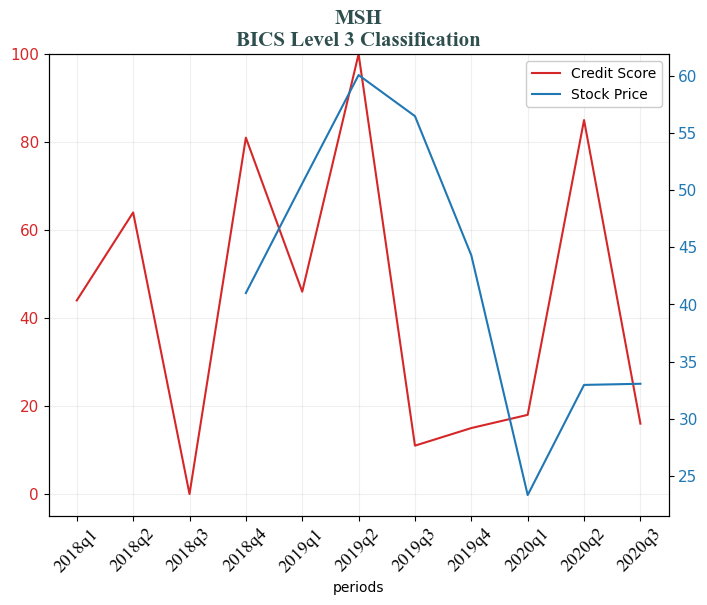 MSH
BICS Level 3 Classification
Credit Score
Stock Price
100
80
60
40
20
0
60
55
50
45
40
35
30
25
2018q1
2018q2
2018q3
2018q4
2019q1
2019q2
2019q3
2019q4
2020q1
2020q2
2020q3
periods